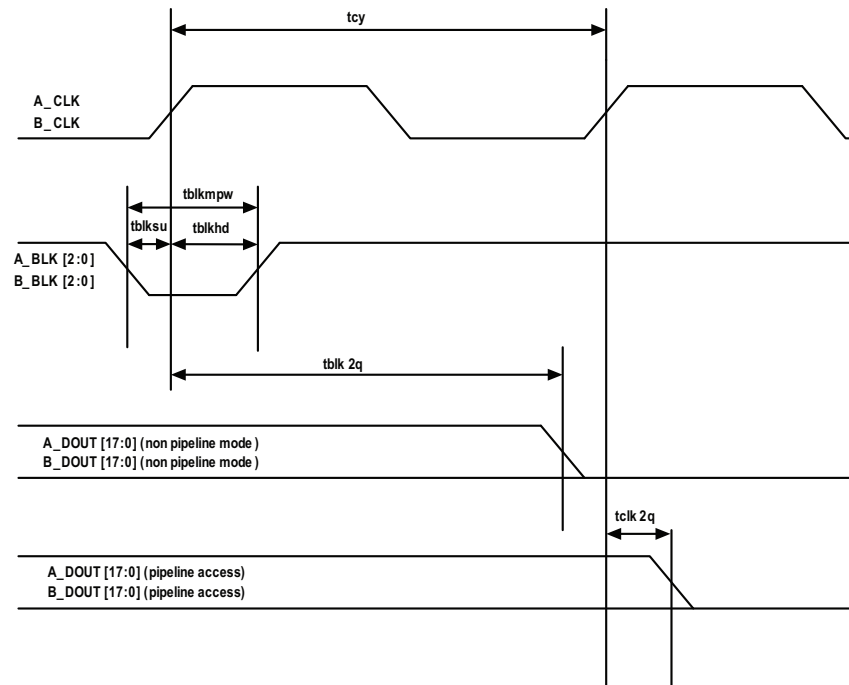 tcy
A_CLK
B_CLK
tblkmpw
tblksu
tblkhd
A_BLK [2:0]
B_BLK [2:0]
tblk 2q
A_DOUT [17:0] (non pipeline mode)
B_DOUT [17:0] (non pipeline mode)
tclk 2q
A_DOUT [17:0] (pipeline access)
B_DOUT [17:0] (pipeline access)